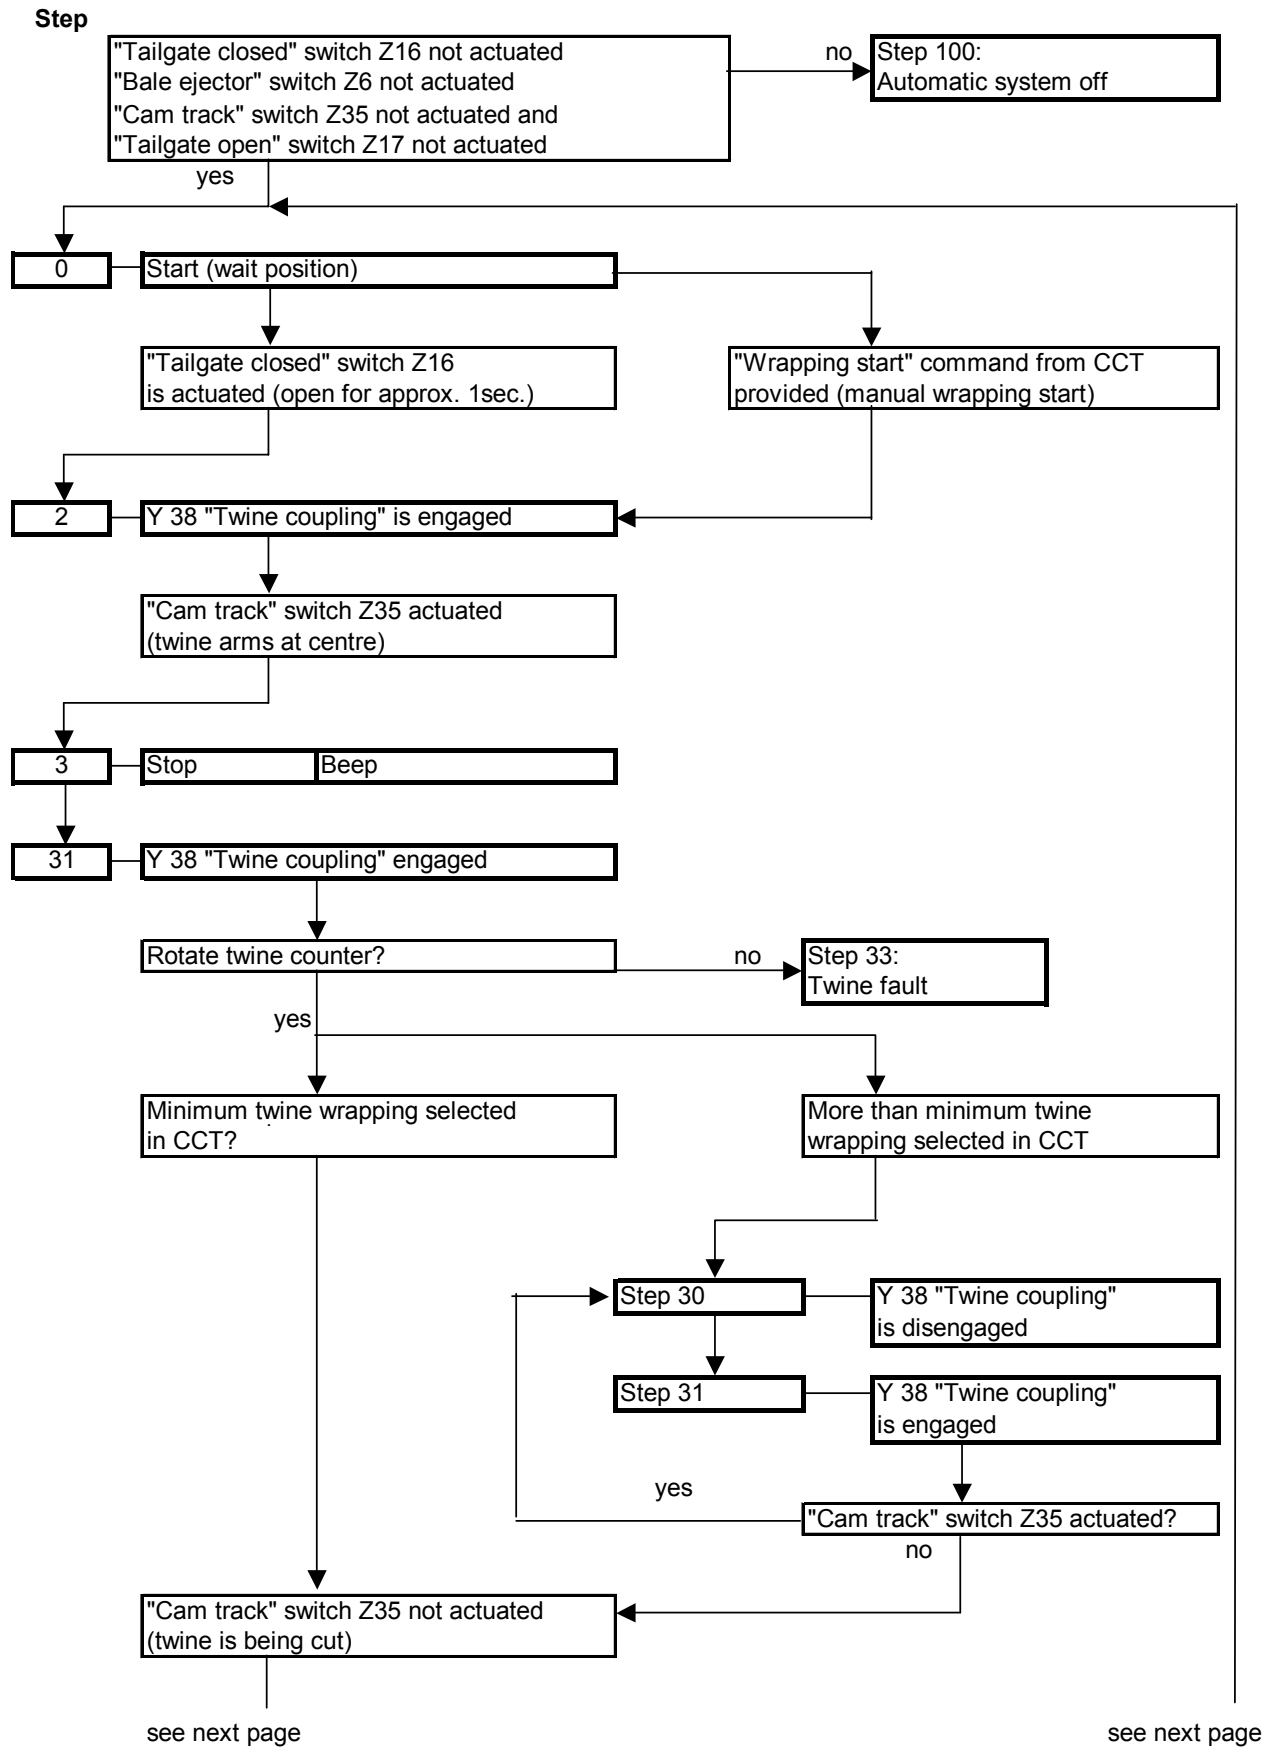 Step
"Tailgate closed" switch Z16 not actuated
"Bale ejector" switch Z6 not actuated
"Cam track" switch Z35 not actuated and
"Tailgate open" switch Z17 not actuated
no
Step 100:
Automatic system off
yes
0
Start (wait position)
"Tailgate closed" switch Z16
is actuated (open for approx. 1sec.)
"Wrapping start" command from CCT
provided (manual wrapping start)
2
Y 38 "Twine coupling" is engaged
"Cam track" switch Z35 actuated
(twine arms at centre)
3
Stop
Beep
31
Y 38 "Twine coupling" engaged
Rotate twine counter?
no
Step 33:
Twine fault
yes
Minimum twine wrapping selected
in CCT?
More than minimum twine
wrapping selected in CCT
Step 30
Y 38 "Twine coupling"
is disengaged
Step 31
Y 38 "Twine coupling"
is engaged
yes
"Cam track" switch Z35 actuated?
no
"Cam track" switch Z35 not actuated
(twine is being cut)
see next page
see next page